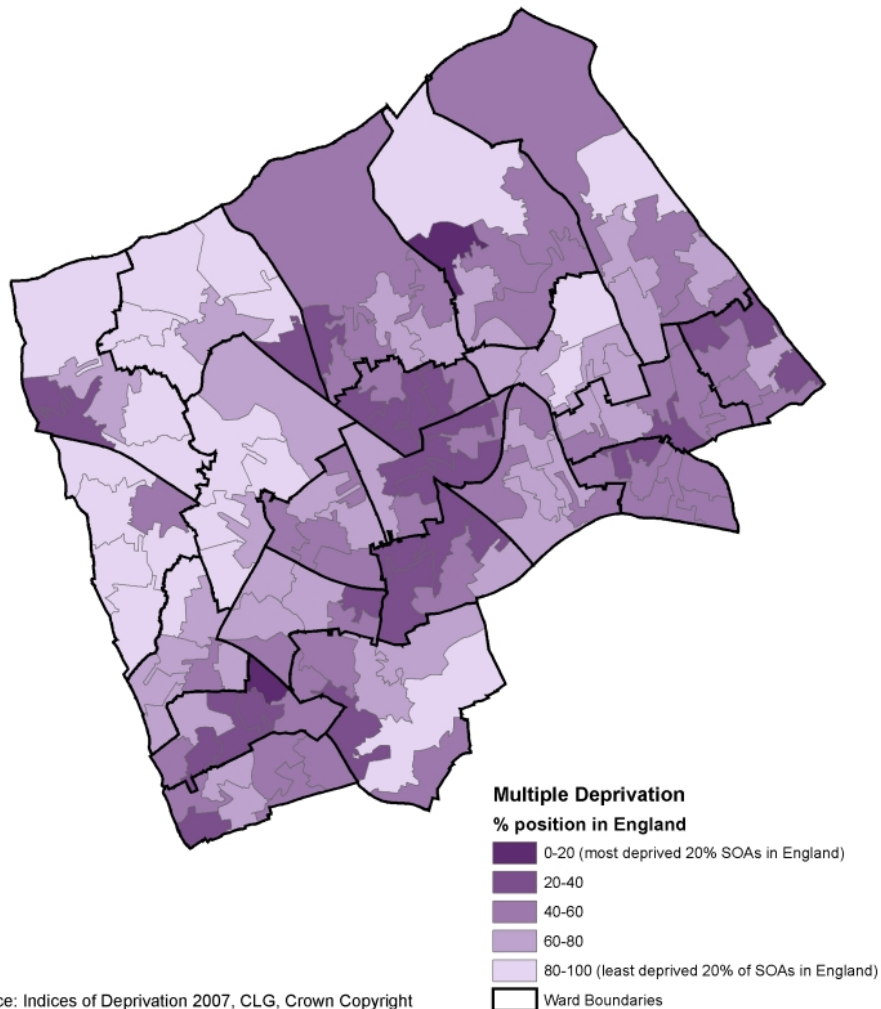 Multiple Deprivation
% position in England
0-20 (most deprived 20% SOAs in England)
20-40
40-60
60-80
80-100 (least deprived 20% of SOAs in England)
Ward Boundaries
ce: Indices of Deprivation 2007, CLG, Crown Copyright